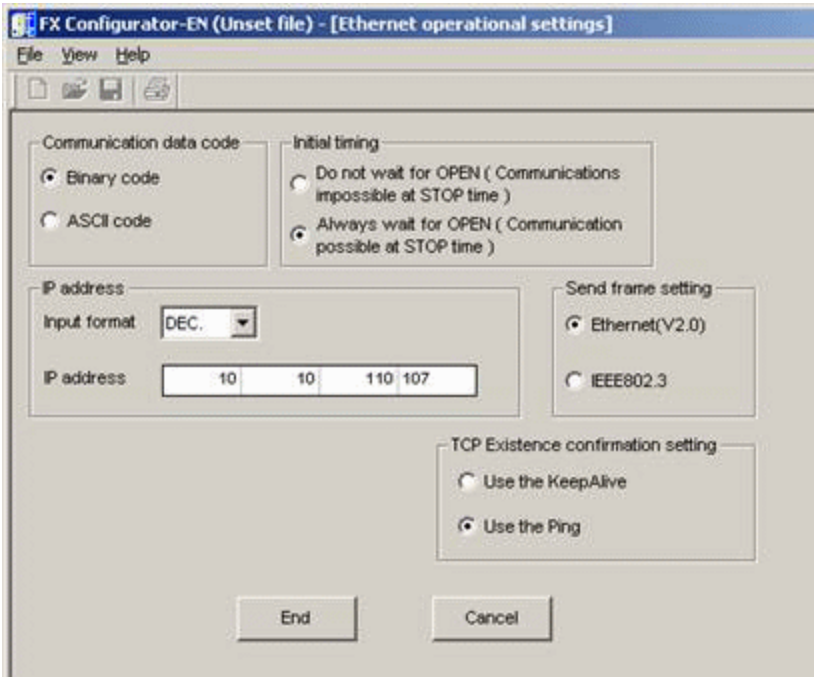 FX Configurator-EN (Unset file) - [Ethernet operational settings]
File View Help
Communication data code
Binary code
ASCII code
Initial timing
Do not wait for OPEN ( Communications
impossible at STOP time )
Always wait for OPEN ( Communication
possible at STOP time )
IP address
Input format DEC.
IP address 10 10 110 107
Send frame setting
Ethernet(V2.0)
IEEE802.3
TCP Existence confirmation setting
Use the KeepAlive
Use the Ping
End Cancel